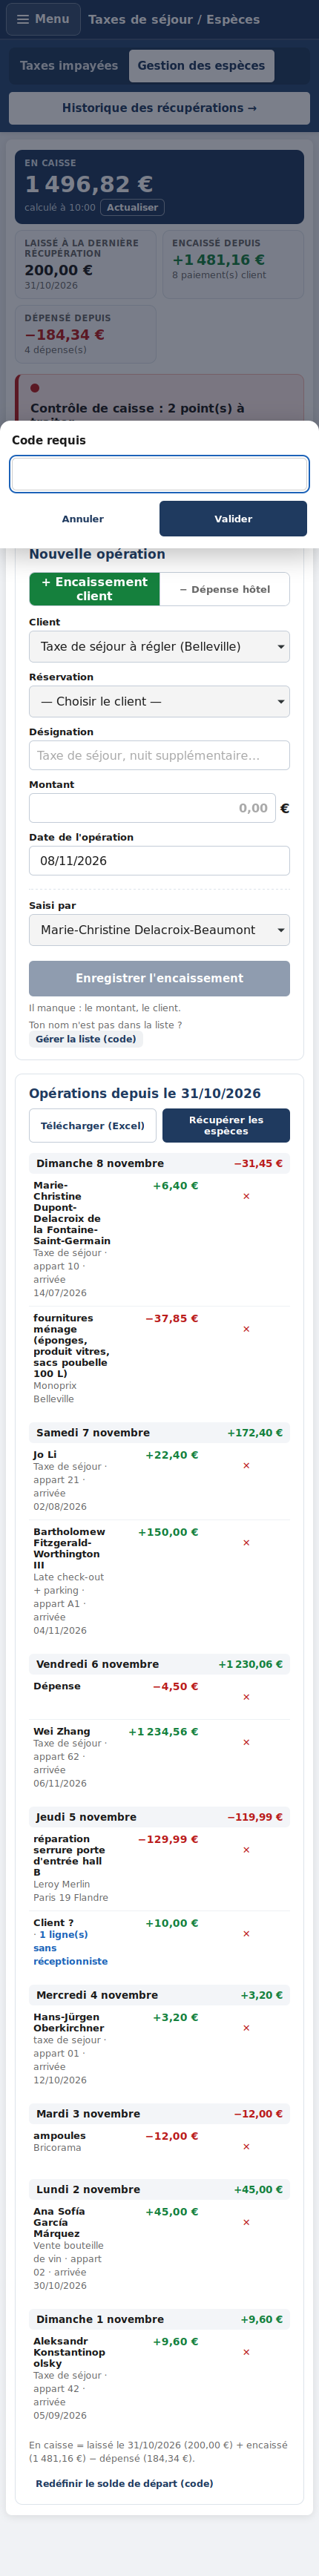 Menu
Taxes de séjour / Espèces
Taxes impayées
Gestion des espèces
Historique des récupérations →
EN CAISSE
1 496,82 €
calculé à 10:00
Actualiser
LAISSÉ À LA DERNIÈRE
RÉCUPÉRATION
200,00 €
31/10/2026
ENCAISSÉ DEPUIS
+1 481,16 €
8 paiement(s) client
DÉPENSÉ DEPUIS
−184,34 €
4 dépense(s)
Contrôle de caisse : 2 point(s) à
Code requis
Annuler
Valider
Nouvelle opération
+ Encaissement
client
− Dépense hôtel
Client
Taxe de séjour à régler (Belleville)
Réservation
— Choisir le client —
Désignation
Taxe de séjour, nuit supplémentaire…
Montant
0,00 €
Date de l'opération
08/11/2026
Saisi par
Marie-Christine Delacroix-Beaumont
Enregistrer l'encaissement
Il manque : le montant, le client.
Ton nom n'est pas dans la liste ?
Gérer la liste (code)
Opérations depuis le 31/10/2026
Télécharger (Excel)
Récupérer les
espèces
Dimanche 8 novembre −31,45 €
Marie-
Christine
Dupont-
Delacroix de
la Fontaine-
Saint-Germain
+6,40 € ×
Taxe de séjour ·
appart 10 ·
arrivée
14/07/2026
fournitures
ménage
(éponges,
produit vitres,
sacs poubelle
100 L)
−37,85 € ×
Monoprix
Belleville
Samedi 7 novembre +172,40 €
Jo Li +22,40 € ×
Taxe de séjour ·
appart 21 ·
arrivée
02/08/2026
Bartholomew
Fitzgerald-
Worthington
III
+150,00 € ×
Late check-out
+ parking ·
appart A1 ·
arrivée
04/11/2026
Vendredi 6 novembre +1 230,06 €
Dépense −4,50 € ×
Wei Zhang +1 234,56 € ×
Taxe de séjour ·
appart 62 ·
arrivée
06/11/2026
Jeudi 5 novembre −119,99 €
réparation
serrure porte
d'entrée hall
B
−129,99 € ×
Leroy Merlin
Paris 19 Flandre
Client ? +10,00 € ×
· 1 ligne(s)
sans
réceptionniste
Mercredi 4 novembre +3,20 €
Hans-Jürgen
Oberkirchner
+3,20 € ×
taxe de sejour ·
appart 01 ·
arrivée
12/10/2026
Mardi 3 novembre −12,00 €
ampoules −12,00 € ×
Bricorama
Lundi 2 novembre +45,00 €
Ana Sofía
García
Márquez
+45,00 € ×
Vente bouteille
de vin · appart
02 · arrivée
30/10/2026
Dimanche 1 novembre +9,60 €
Aleksandr
Konstantinop
olsky
+9,60 € ×
Taxe de séjour ·
appart 42 ·
arrivée
05/09/2026
En caisse = laissé le 31/10/2026 (200,00 €) + encaissé
(1 481,16 €) − dépensé (184,34 €).
Redéfinir le solde de départ (code)